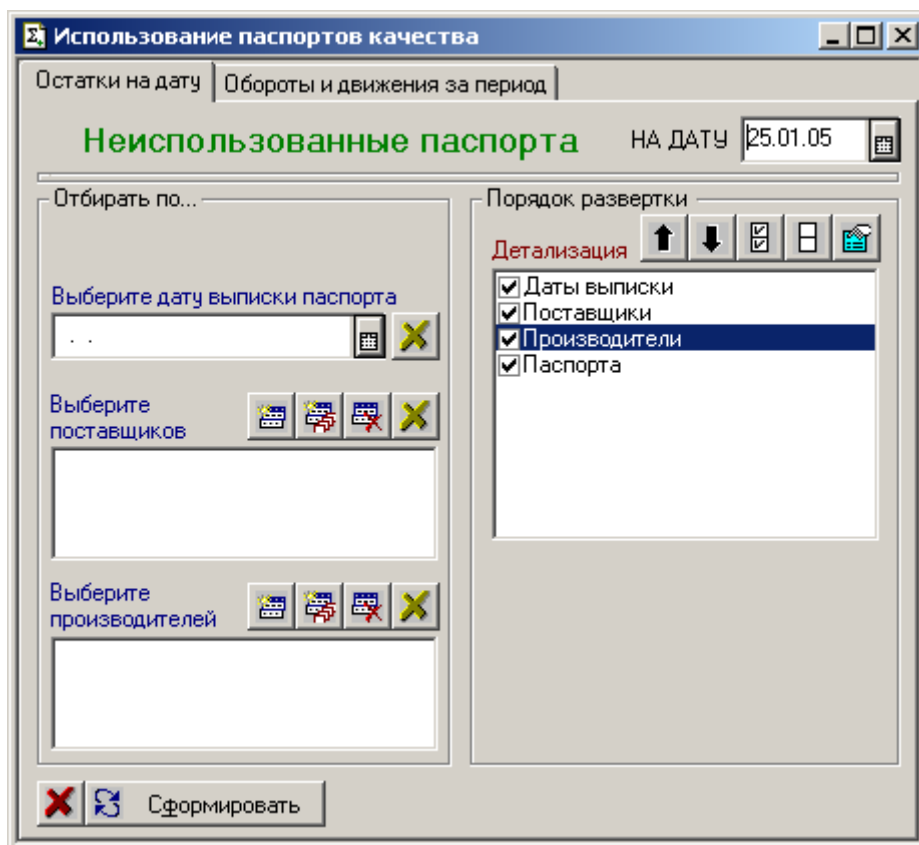 Использование паспортов качества
Остатки на дату
Обороты и движения за период
Неиспользованные паспорта
НА ДАТУ
25.01.05
Отбирать по...
Выберите дату выписки паспорта
. .
Выберите
поставщиков
Выберите
производителей
Порядок развертки
Детализация
Даты выписки
Поставщики
Производители
Паспорта
Сформировать